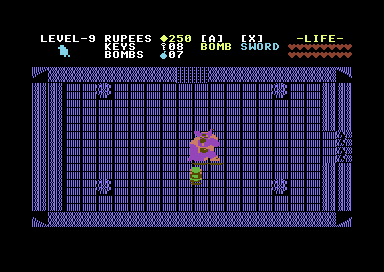 LEVEL-9 RUPEES ◆250 [A] [X] -LIFE-
KEYS 08 BOMB SWORD
BOMBS 07